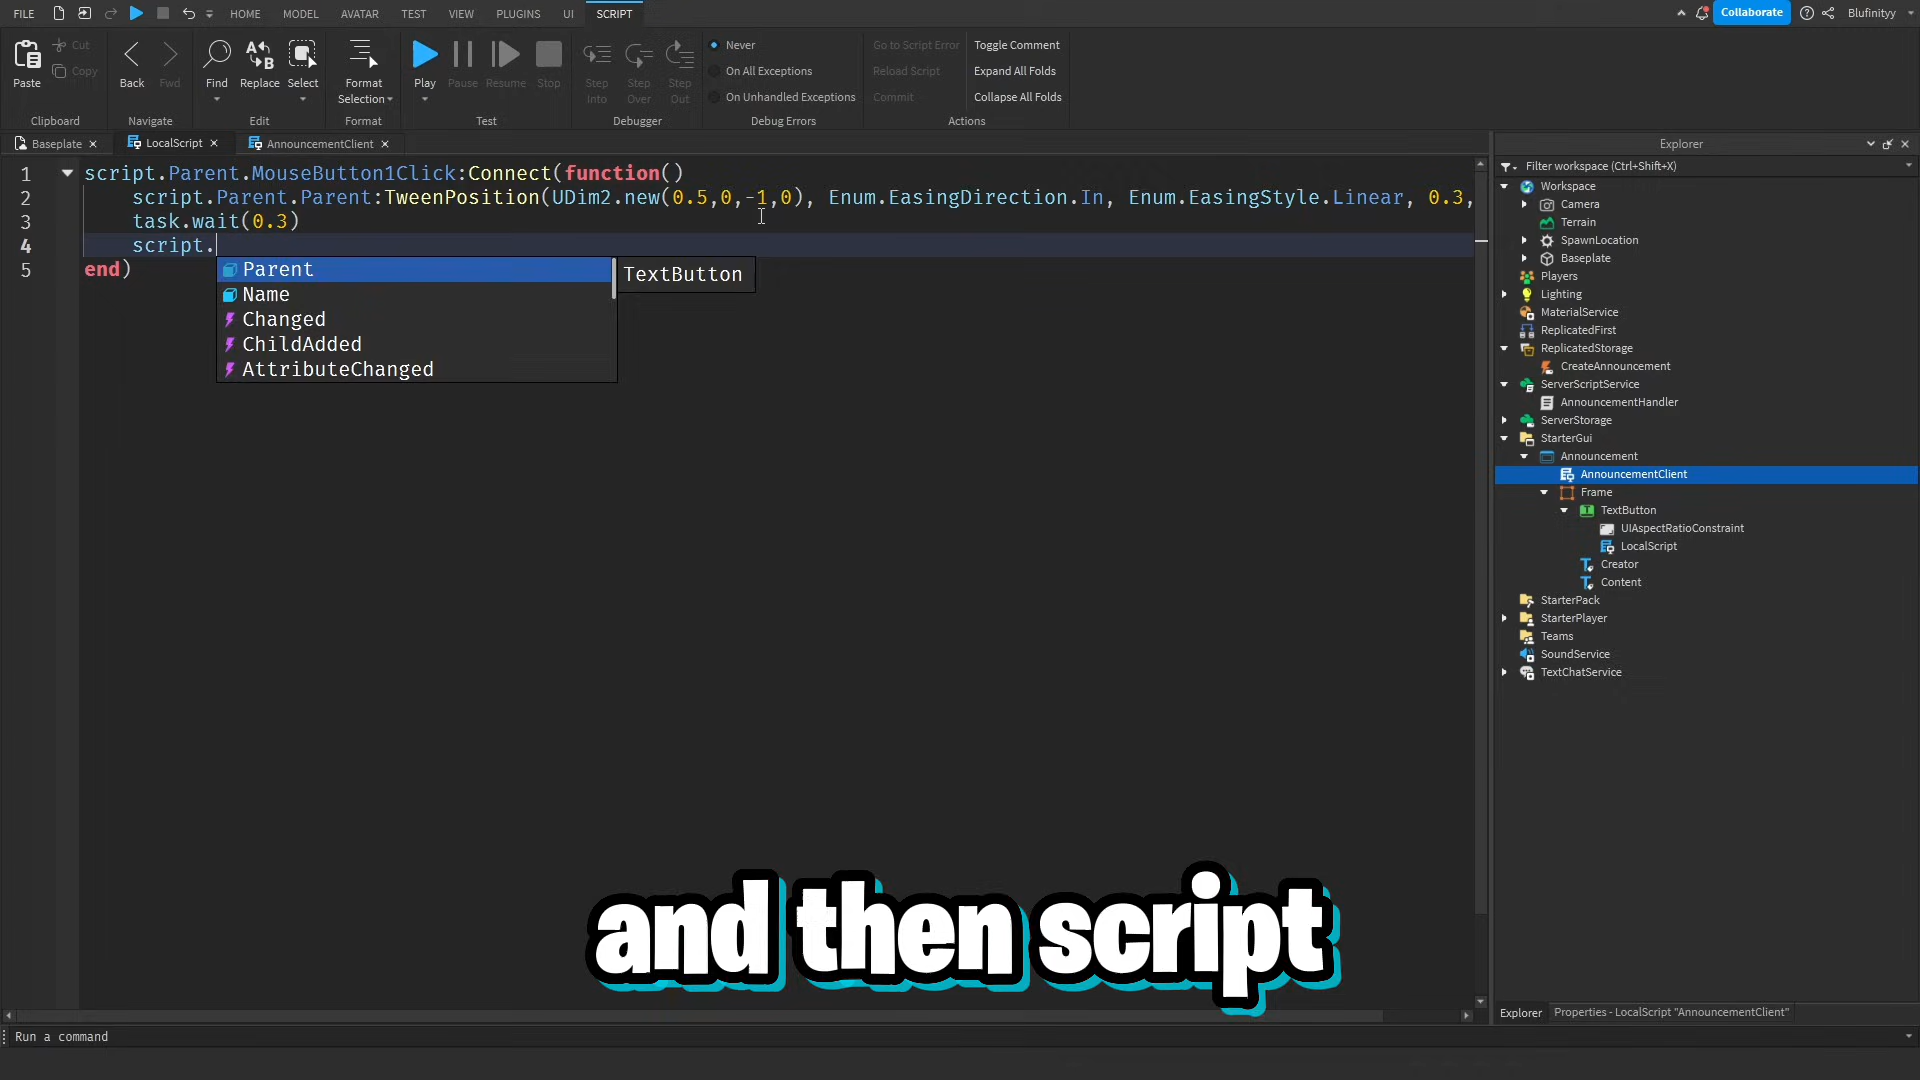 FILE HOME MODEL AVATAR TEST VIEW PLUGINS UI SCRIPT Collaborate Blufinityy
Paste Cut Copy
Clipboard
Back Fwd
Navigate
Find Replace Select
Edit
Format
Selection
Format
Play Pause Resume Stop
Test
Step Into Step Over Step Out
Debugger
Never
On All Exceptions
On Unhandled Exceptions
Debug Errors
Go to Script Error
Reload Script
Commit
Toggle Comment
Expand All Folds
Collapse All Folds
Actions
Baseplate LocalScript AnnouncementClient
1 script.Parent.MouseButton1Click:Connect(function()
2 script.Parent.Parent:TweenPosition(UDim2.new(0.5,0,-1,0), Enum.EasingDirection.In, Enum.EasingStyle.Linear, 0.3,
3 task.wait(0.3)
4 script.
5 end)
Parent
Name
Changed
ChildAdded
AttributeChanged
TextButton
Explorer
Filter workspace (Ctrl+Shift+X)
Workspace
Camera
Terrain
SpawnLocation
Baseplate
Players
Lighting
MaterialService
ReplicatedFirst
ReplicatedStorage
CreateAnnouncement
ServerScriptService
AnnouncementHandler
ServerStorage
StarterGui
Announcement
AnnouncementClient
Frame
TextButton
UIAspectRatioConstraint
LocalScript
Creator
Content
StarterPack
StarterPlayer
Teams
SoundService
TextChatService
and then script
Explorer Properties - LocalScript "AnnouncementClient"
Run a command